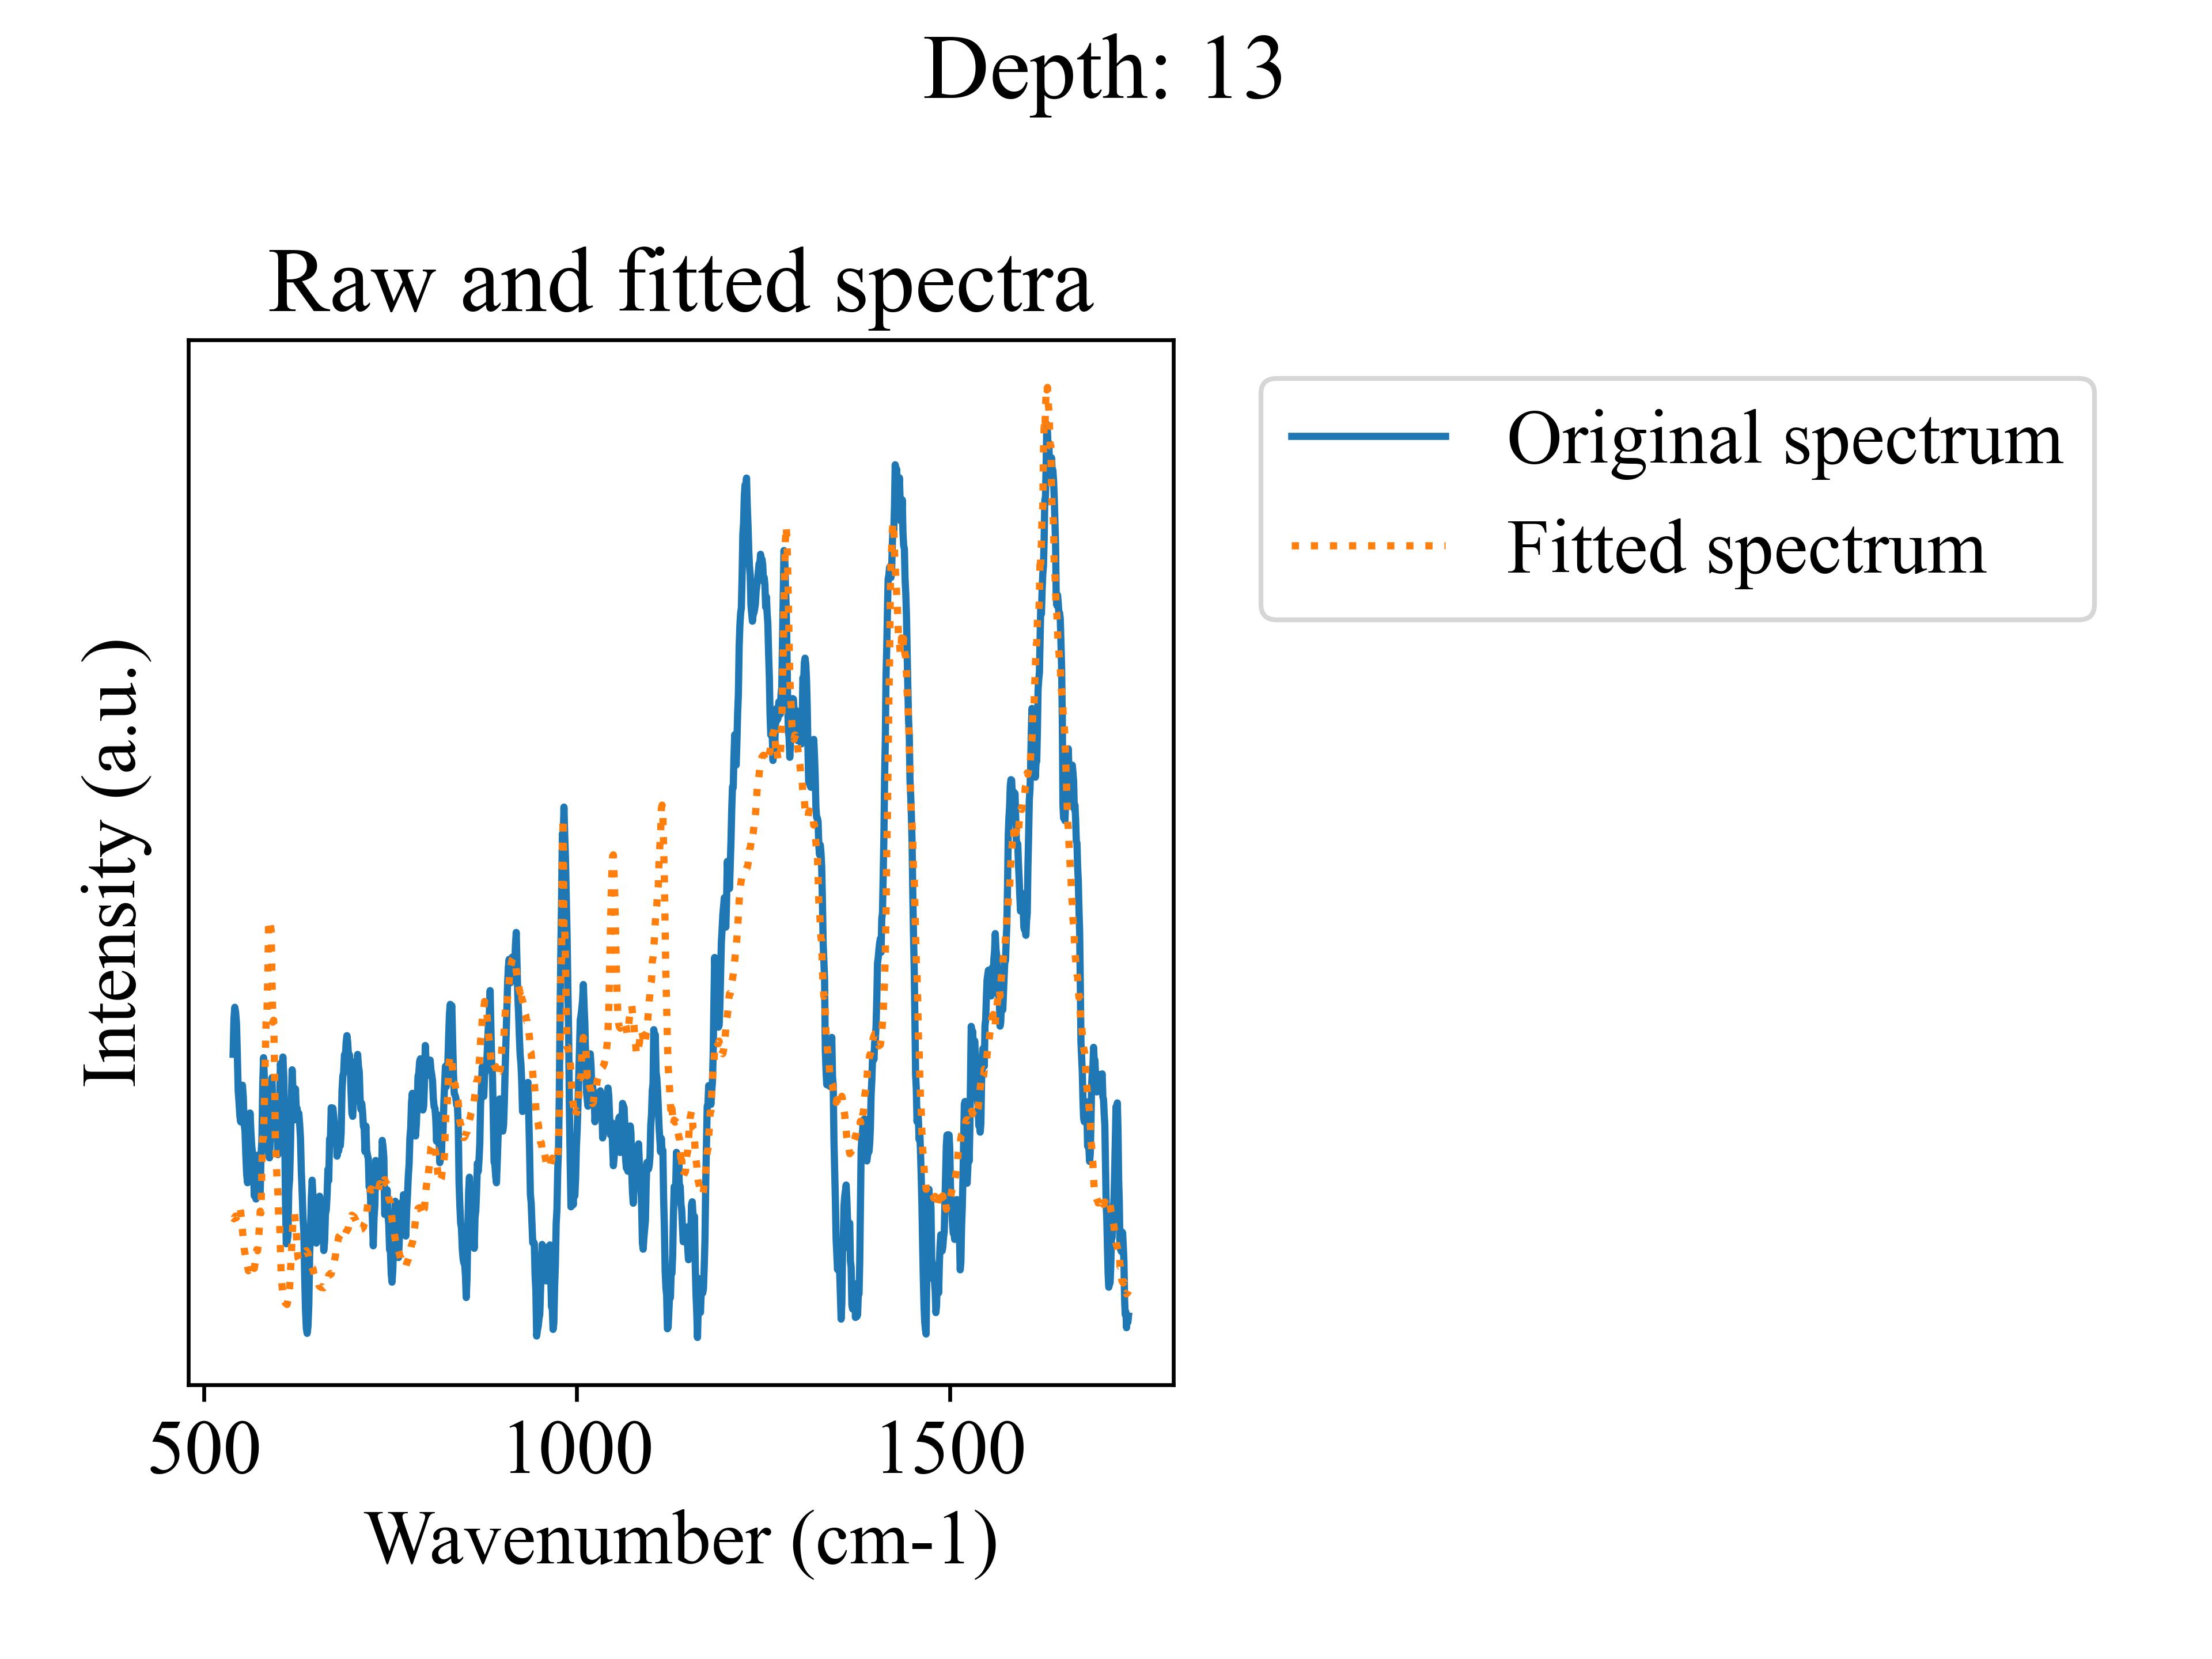 Depth: 13
Raw and fitted spectra
Original spectrum
Fitted spectrum
Intensity (a.u.)
500 1000 1500
Wavenumber (cm-1)